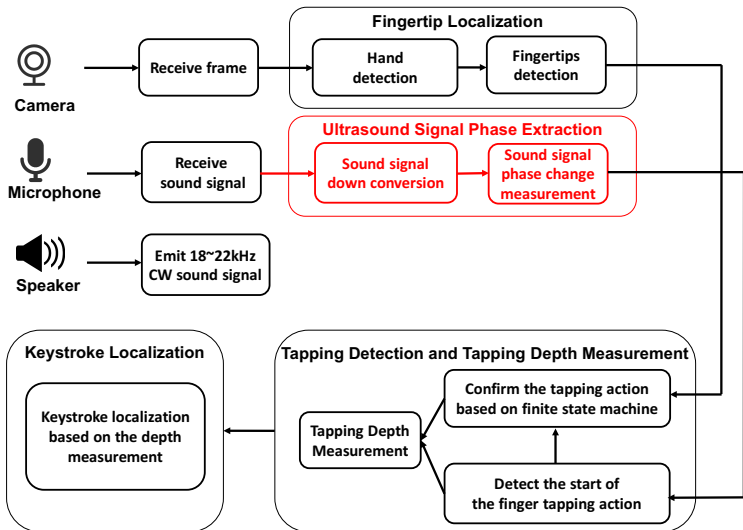 Fingertip Localization
Camera
Receive frame
Hand
detection
Fingertips
detection
Ultrasound Signal Phase Extraction
Microphone
Receive
sound signal
Sound signal
down conversion
Sound signal
phase change
measurement
Speaker
Emit 18~22kHz
CW sound signal
Keystroke Localization
Keystroke localization
based on the depth
measurement
Tapping Detection and Tapping Depth Measurement
Tapping Depth
Measurement
Confirm the tapping action
based on finite state machine
Detect the start of
the finger tapping action